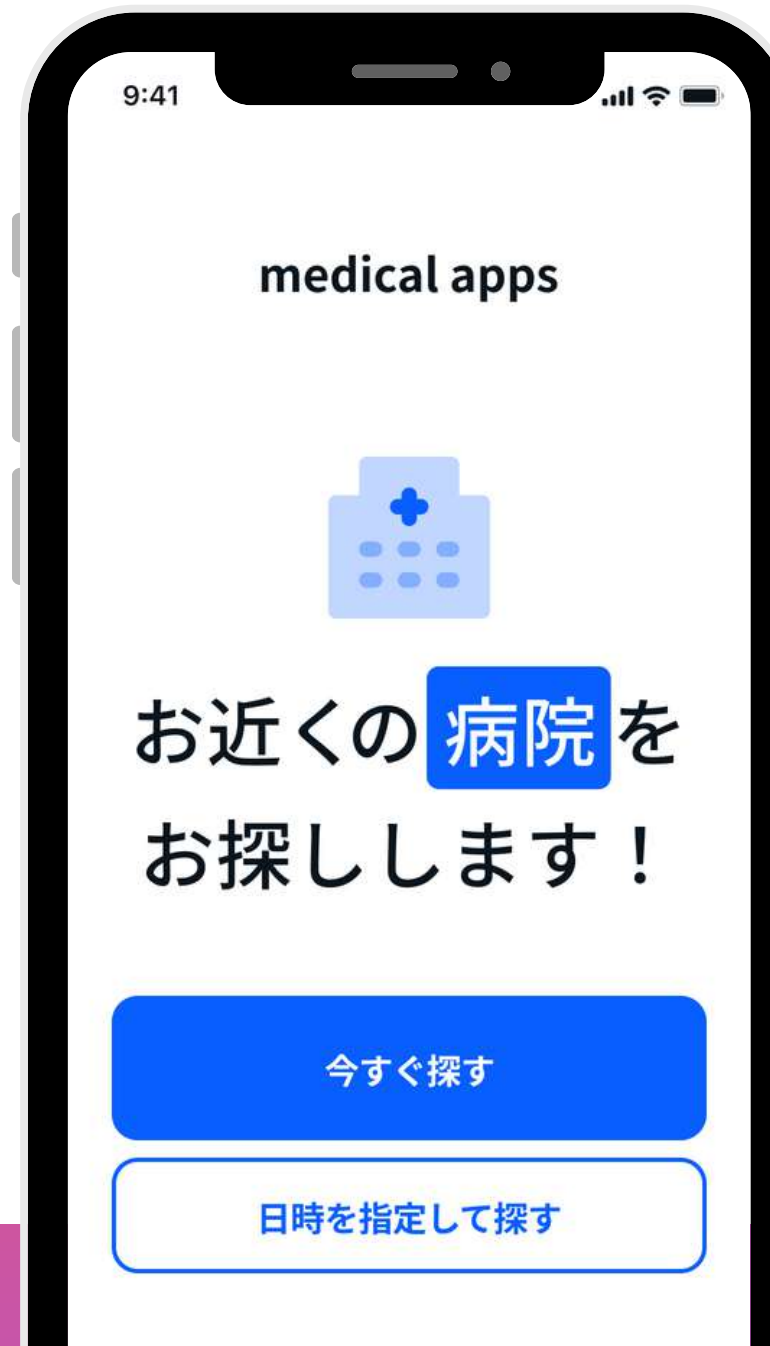 9:41
medical apps
お近くの病院を
お探しします！
今すぐ探す
日時を指定して探す